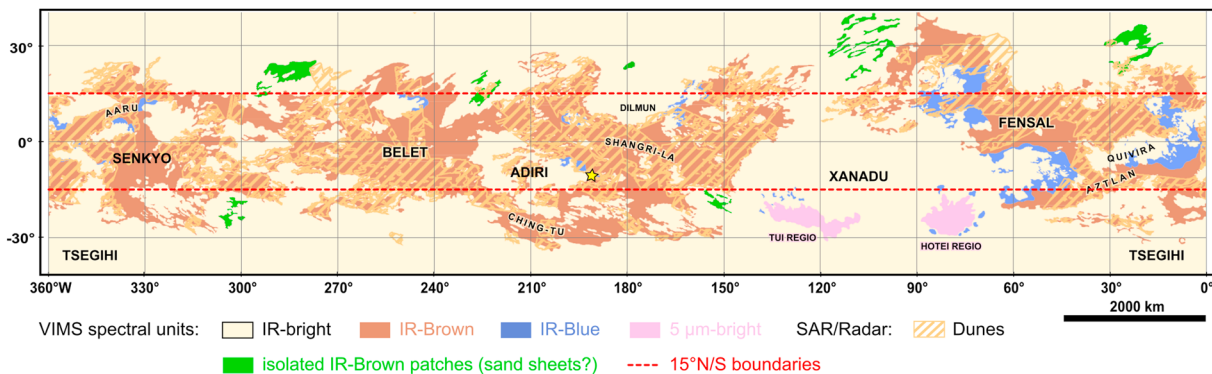 30°
15°
0°
-15°
-30°
AARU
SENKYO
BELET
ADIRI
DILMUN
SHANGRI-LA
CHING-TU
XANADU
FENSAL
QUIVIRA
AZTLAN
TUI REGIO
HOTEI REGIO
TSEGIHI
TSEGIHI
360°W 330° 300° 270° 240° 210° 180° 150° 120° 90° 60° 30° 0°
2000 km
VIMS spectral units: IR-bright IR-Brown IR-Blue 5 µm-bright SAR/Radar: Dunes
isolated IR-Brown patches (sand sheets?) 15°N/S boundaries